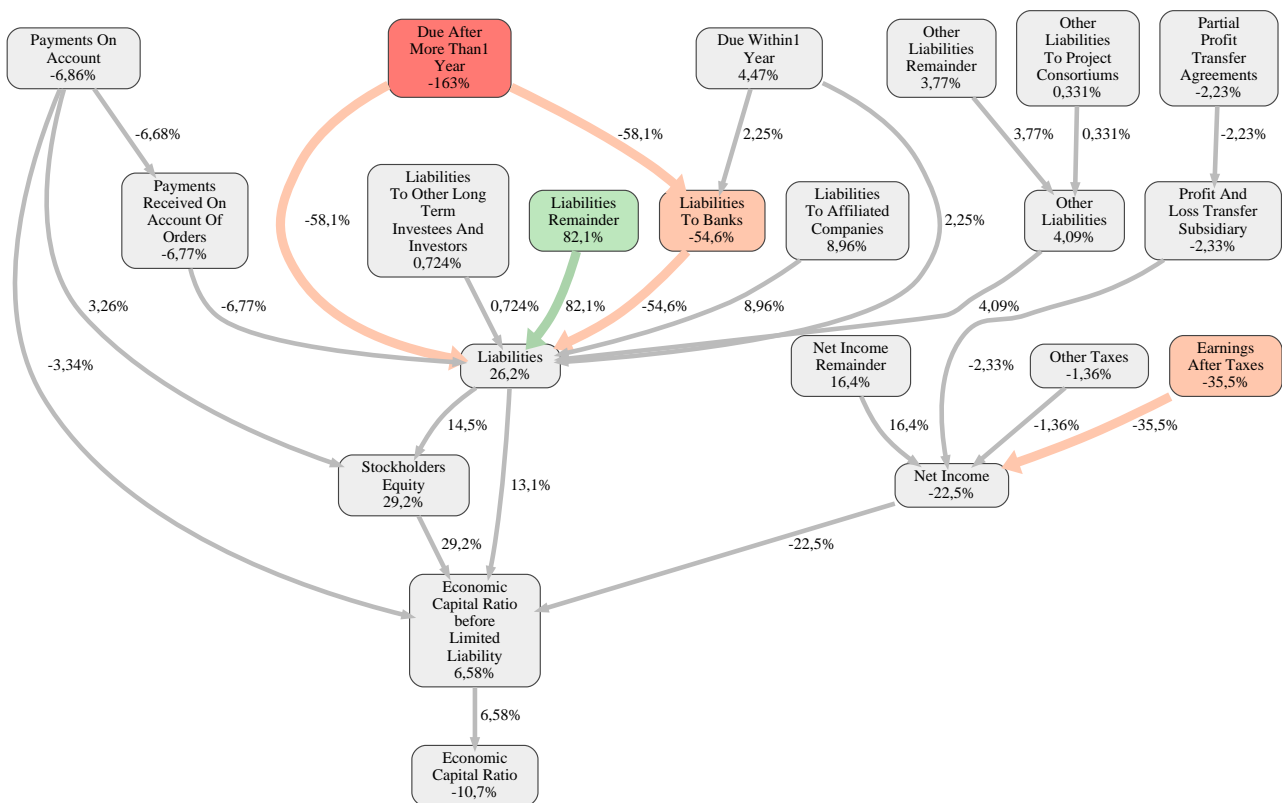 Payments On
Account
-6,86%
Due After
More Than1
Year
-163%
Due Within1
Year
4,47%
Other
Liabilities
Remainder
3,77%
Other
Liabilities
To Project
Consortiums
0,331%
Partial
Profit
Transfer
Agreements
-2,23%
-6,68%
-58,1%
2,25%
3,77%
0,331%
-2,23%
Payments
Received On
Account Of
Orders
-6,77%
-58,1%
Liabilities
To Other Long
Term
Investees And
Investors
0,724%
Liabilities
Remainder
82,1%
Liabilities
To Banks
-54,6%
Liabilities
To Affiliated
Companies
8,96%
2,25%
Other
Liabilities
4,09%
Profit And
Loss Transfer
Subsidiary
-2,33%
3,26%
-6,77%
0,724%
82,1%
-54,6%
8,96%
4,09%
-3,34%
Liabilities
26,2%
Net Income
Remainder
16,4%
-2,33%
Other Taxes
-1,36%
Earnings
After Taxes
-35,5%
14,5%
16,4%
-1,36%
-35,5%
Stockholders
Equity
29,2%
13,1%
Net Income
-22,5%
29,2%
-22,5%
Economic
Capital Ratio
before
Limited
Liability
6,58%
6,58%
Economic
Capital Ratio
-10,7%